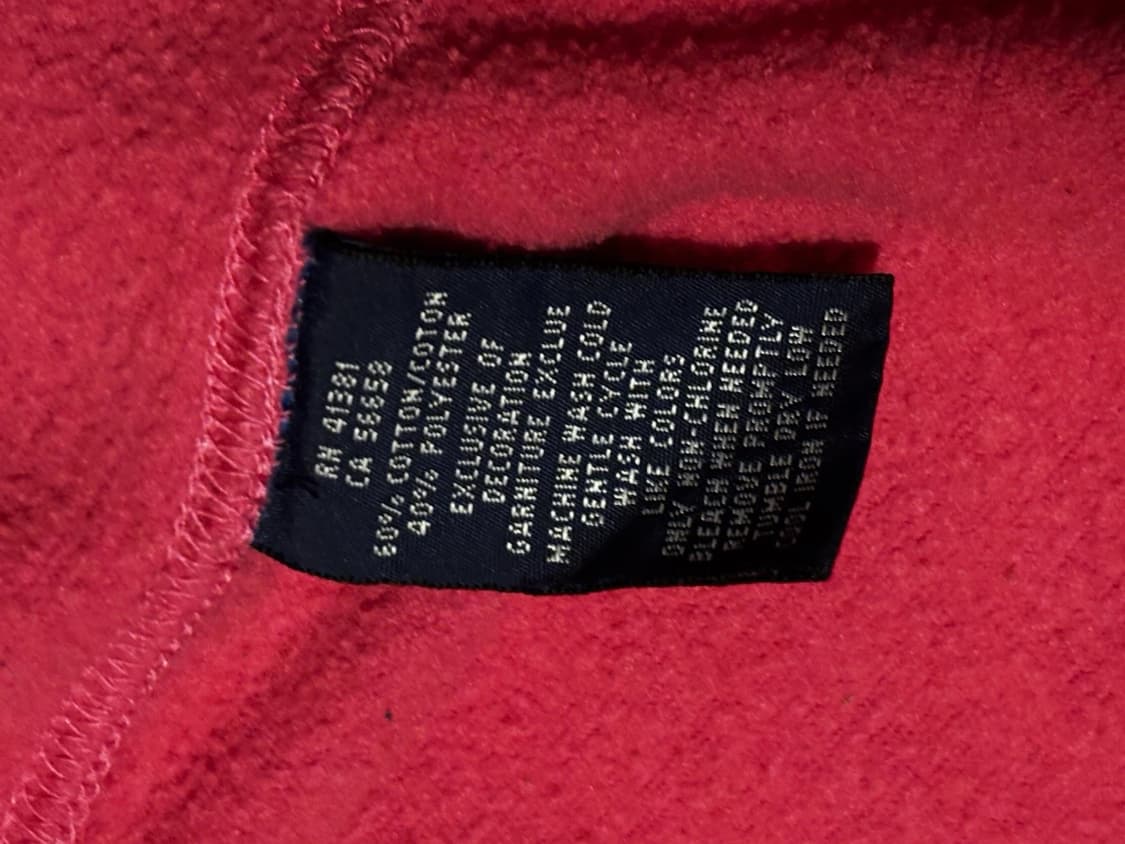 RN 41381
CA 56658
60% COTTON/COTON
40% POLYESTER
EXCLUSIVE OF
DECORATION
GARNITURE EXCLUE
MACHINE WASH COLD
GENTLE CYCLE
WASH WITH
LIKE COLORS
ONLY NON-CHLORINE
BLEACH WHEN NEEDED
REMOVE PROMPTLY
TUMBLE DRY LOW
COOL IRON IF NEEDED